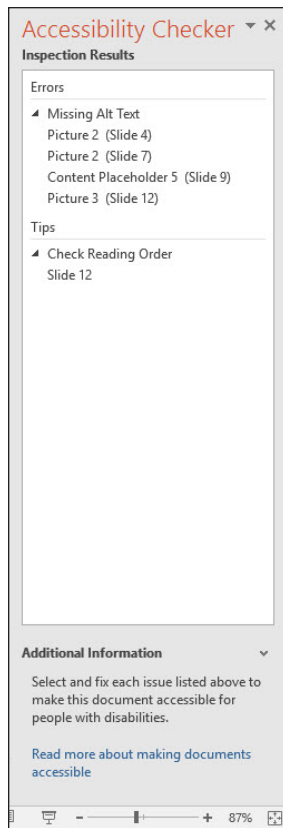 Accessibility Checker
Inspection Results
Errors
Missing Alt Text
Picture 2 (Slide 4)
Picture 2 (Slide 7)
Content Placeholder 5 (Slide 9)
Picture 3 (Slide 12)
Tips
Check Reading Order
Slide 12
Additional Information
Select and fix each issue listed above to
make this document accessible for
people with disabilities.
Read more about making documents
accessible
87%